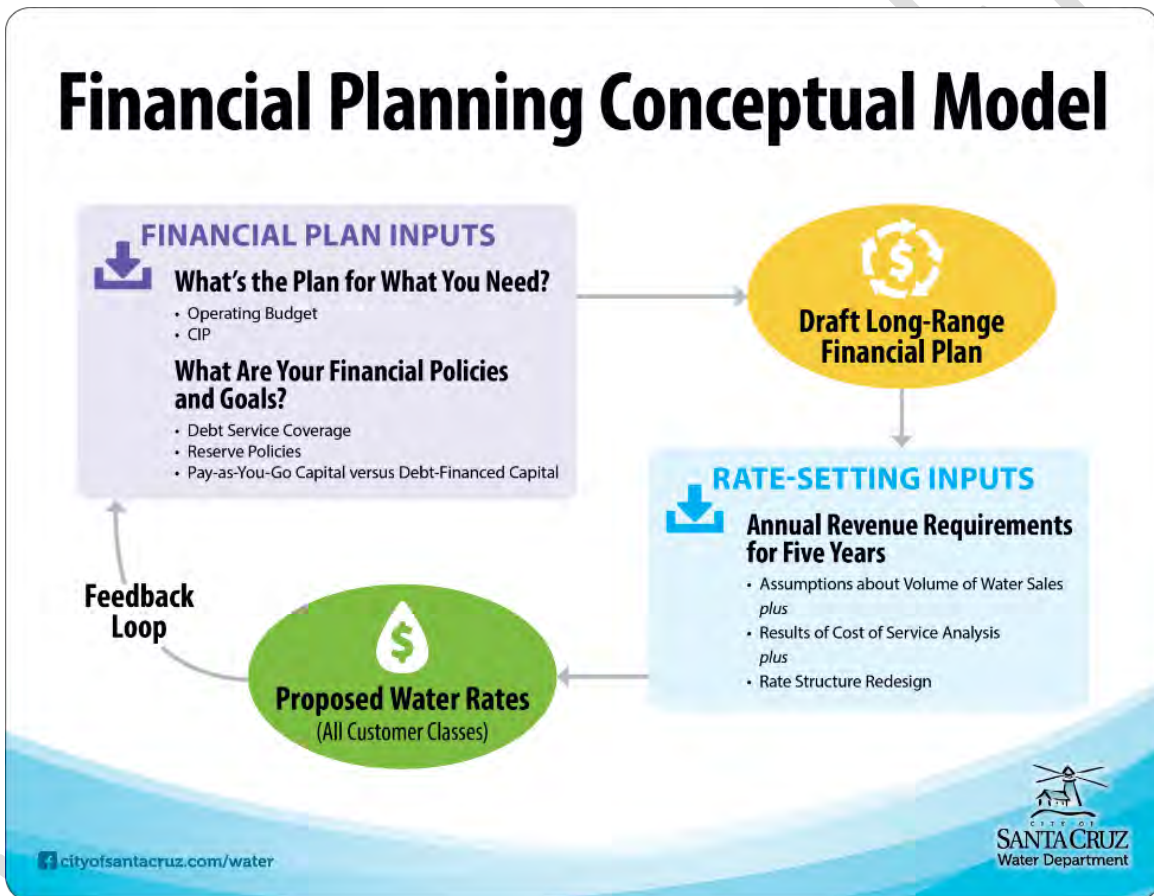 Financial Planning Conceptual Model
FINANCIAL PLAN INPUTS
What's the Plan for What You Need?
• Operating Budget
• CIP
What Are Your Financial Policies
and Goals?
• Debt Service Coverage
• Reserve Policies
• Pay-as-You-Go Capital versus Debt-Financed Capital
$
Draft Long-Range
Financial Plan
RATE-SETTING INPUTS
Annual Revenue Requirements
for Five Years
• Assumptions about Volume of Water Sales
plus
• Results of Cost of Service Analysis
plus
• Rate Structure Redesign
$
Proposed Water Rates
(All Customer Classes)
Feedback
Loop
f cityofsantacruz.com/water
CITY OF
SANTA CRUZ
Water Department